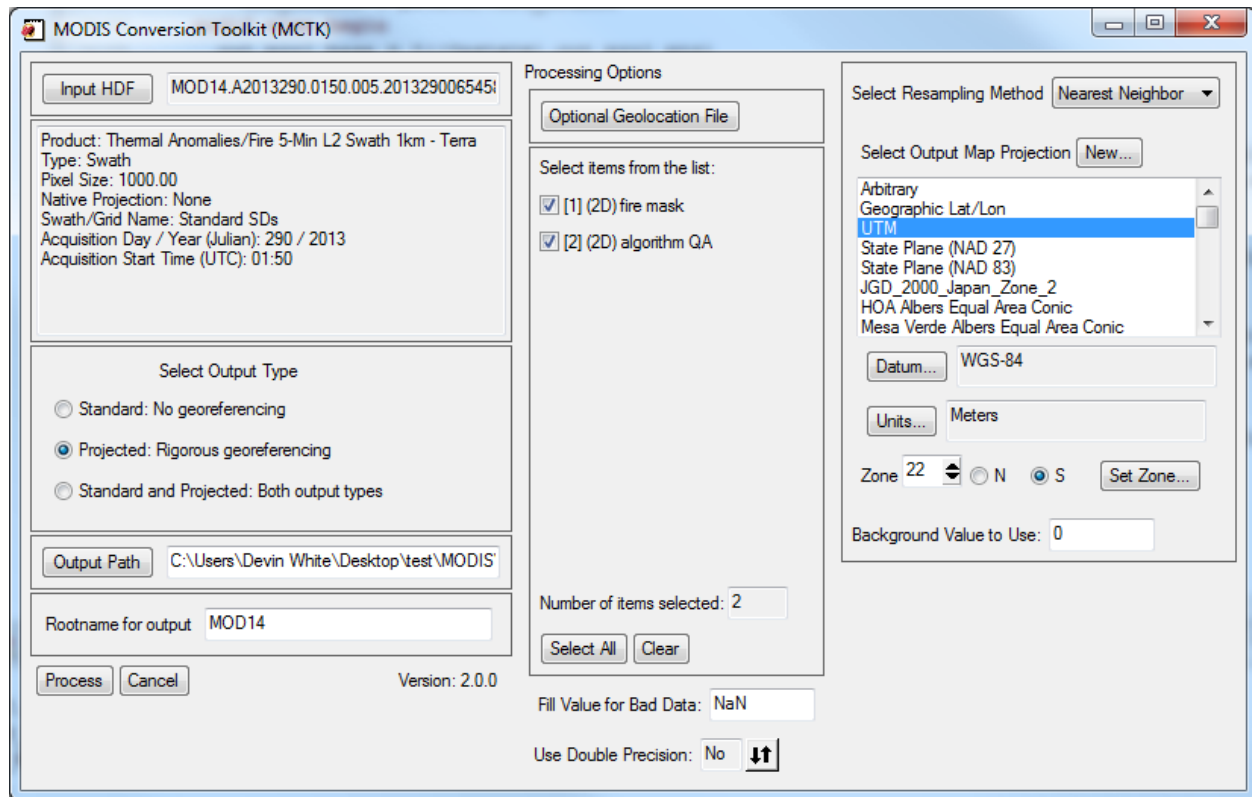 MODIS Conversion Toolkit (MCTK)
Input HDF MOD14.A2013290.0150.005.201329006545
Product: Thermal Anomalies/Fire 5-Min L2 Swath 1km - Terra
Type: Swath
Pixel Size: 1000.00
Native Projection: None
Swath/Grid Name: Standard SDs
Acquisition Day / Year (Julian): 290 / 2013
Acquisition Start Time (UTC): 01:50
Select Output Type
Standard: No georeferencing
Projected: Rigorous georeferencing
Standard and Projected: Both output types
Output Path C:\Users\Devin White\Desktop\test\MODIS
Rootname for output MOD14
Process Cancel Version: 2.0.0
Processing Options
Optional Geolocation File
Select items from the list:
[1] (2D) fire mask
[2] (2D) algorithm QA
Number of items selected: 2
Select All Clear
Fill Value for Bad Data: NaN
Use Double Precision: No
Select Resampling Method Nearest Neighbor
Select Output Map Projection New...
Arbitrary
Geographic Lat/Lon
UTM
State Plane (NAD 27)
State Plane (NAD 83)
JGD_2000_Japan_Zone_2
HOA Albers Equal Area Conic
Mesa Verde Albers Equal Area Conic
Datum... WGS-84
Units... Meters
Zone 22 N S Set Zone...
Background Value to Use: 0